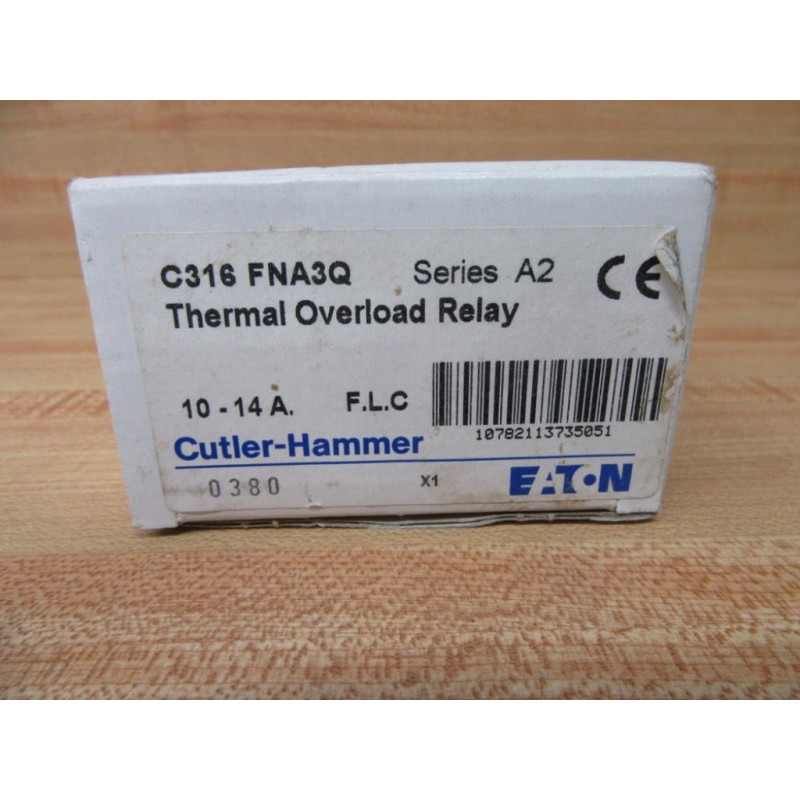 C316 FNA3Q Series A2 CE
Thermal Overload Relay
10 - 14 A. F.L.C
10782113735051
Cutler-Hammer
0380 X1 EATON